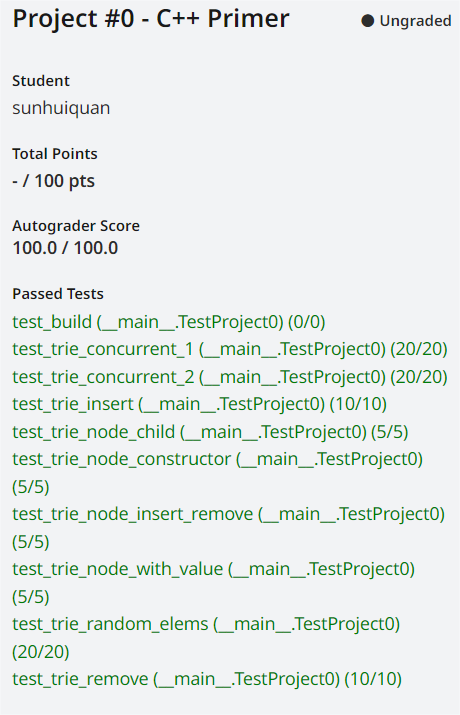 Project #0 - C++ Primer
Ungraded
Student
sunhuiquan
Total Points
- / 100 pts
Autograder Score
100.0 / 100.0
Passed Tests
test_build (__main__.TestProject0) (0/0)
test_trie_concurrent_1 (__main__.TestProject0) (20/20)
test_trie_concurrent_2 (__main__.TestProject0) (20/20)
test_trie_insert (__main__.TestProject0) (10/10)
test_trie_node_child (__main__.TestProject0) (5/5)
test_trie_node_constructor (__main__.TestProject0)
(5/5)
test_trie_node_insert_remove (__main__.TestProject0)
(5/5)
test_trie_node_with_value (__main__.TestProject0)
(5/5)
test_trie_random_elems (__main__.TestProject0)
(20/20)
test_trie_remove (__main__.TestProject0) (10/10)